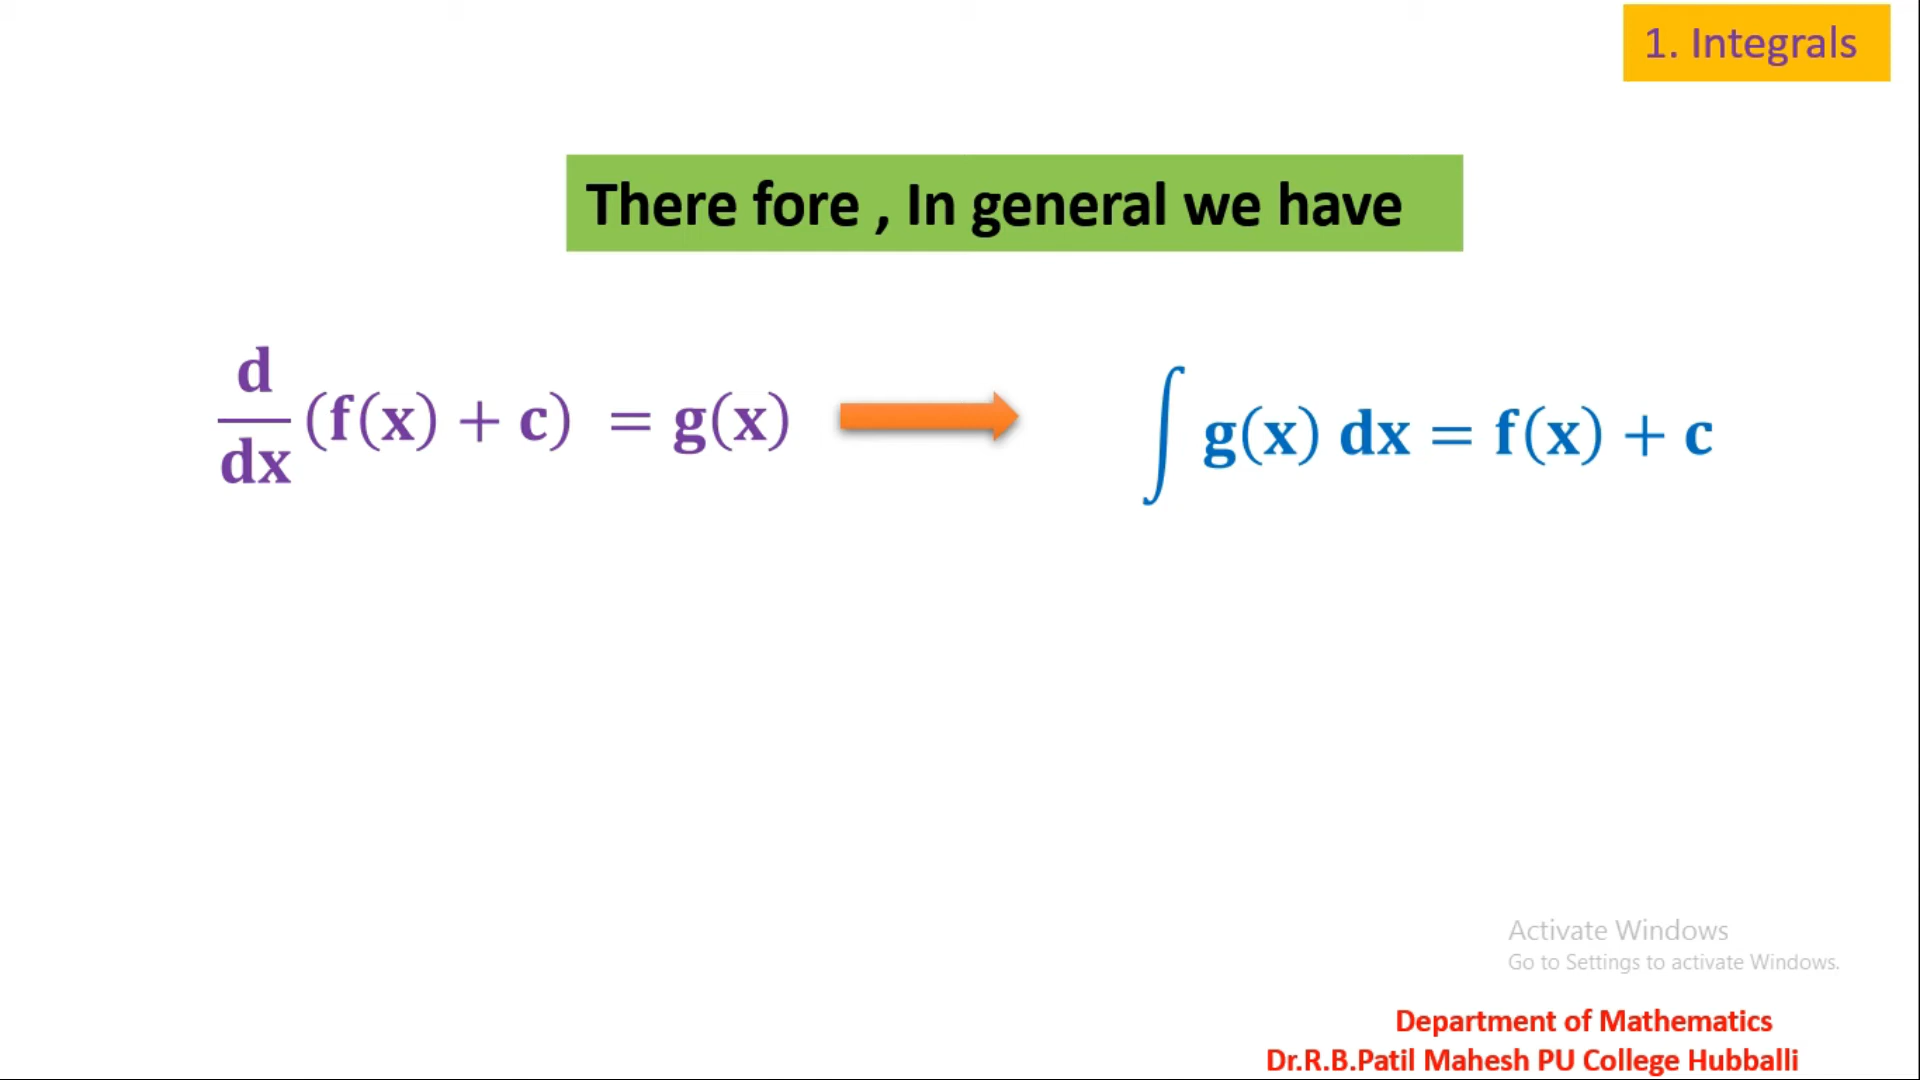 1. Integrals
There fore , In general we have
d/dx (f(x) + c) = g(x)
∫ g(x) dx = f(x) + c
Activate Windows
Go to Settings to activate Windows.
Department of Mathematics
Dr.R.B.Patil Mahesh PU College Hubballi